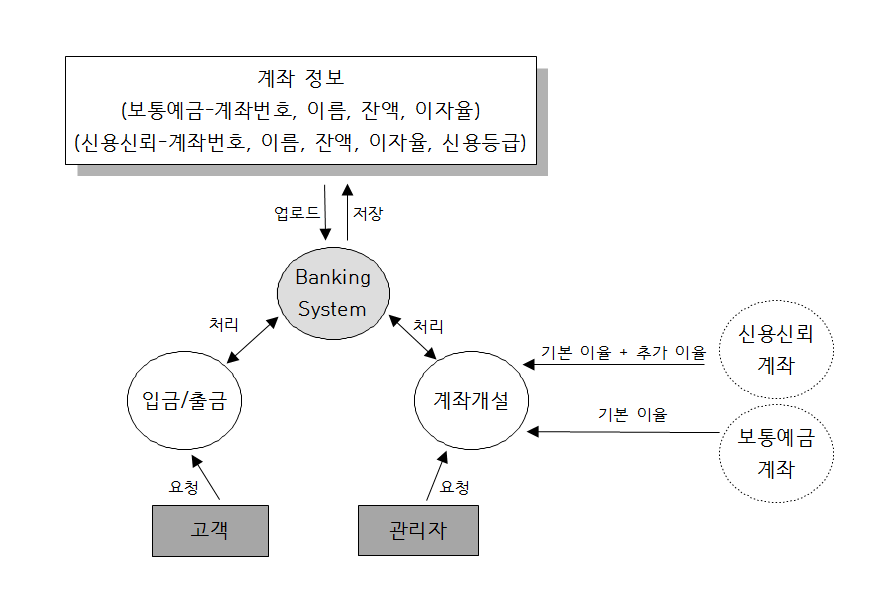 계좌 정보
(보통예금-계좌번호, 이름, 잔액, 이자율)
(신용신뢰-계좌번호, 이름, 잔액, 이자율, 신용등급)
업로드
저장
Banking
System
처리
처리
신용신뢰
계좌
기본 이율 + 추가 이율
입금/출금
계좌개설
기본 이율
보통예금
계좌
요청
요청
고객
관리자